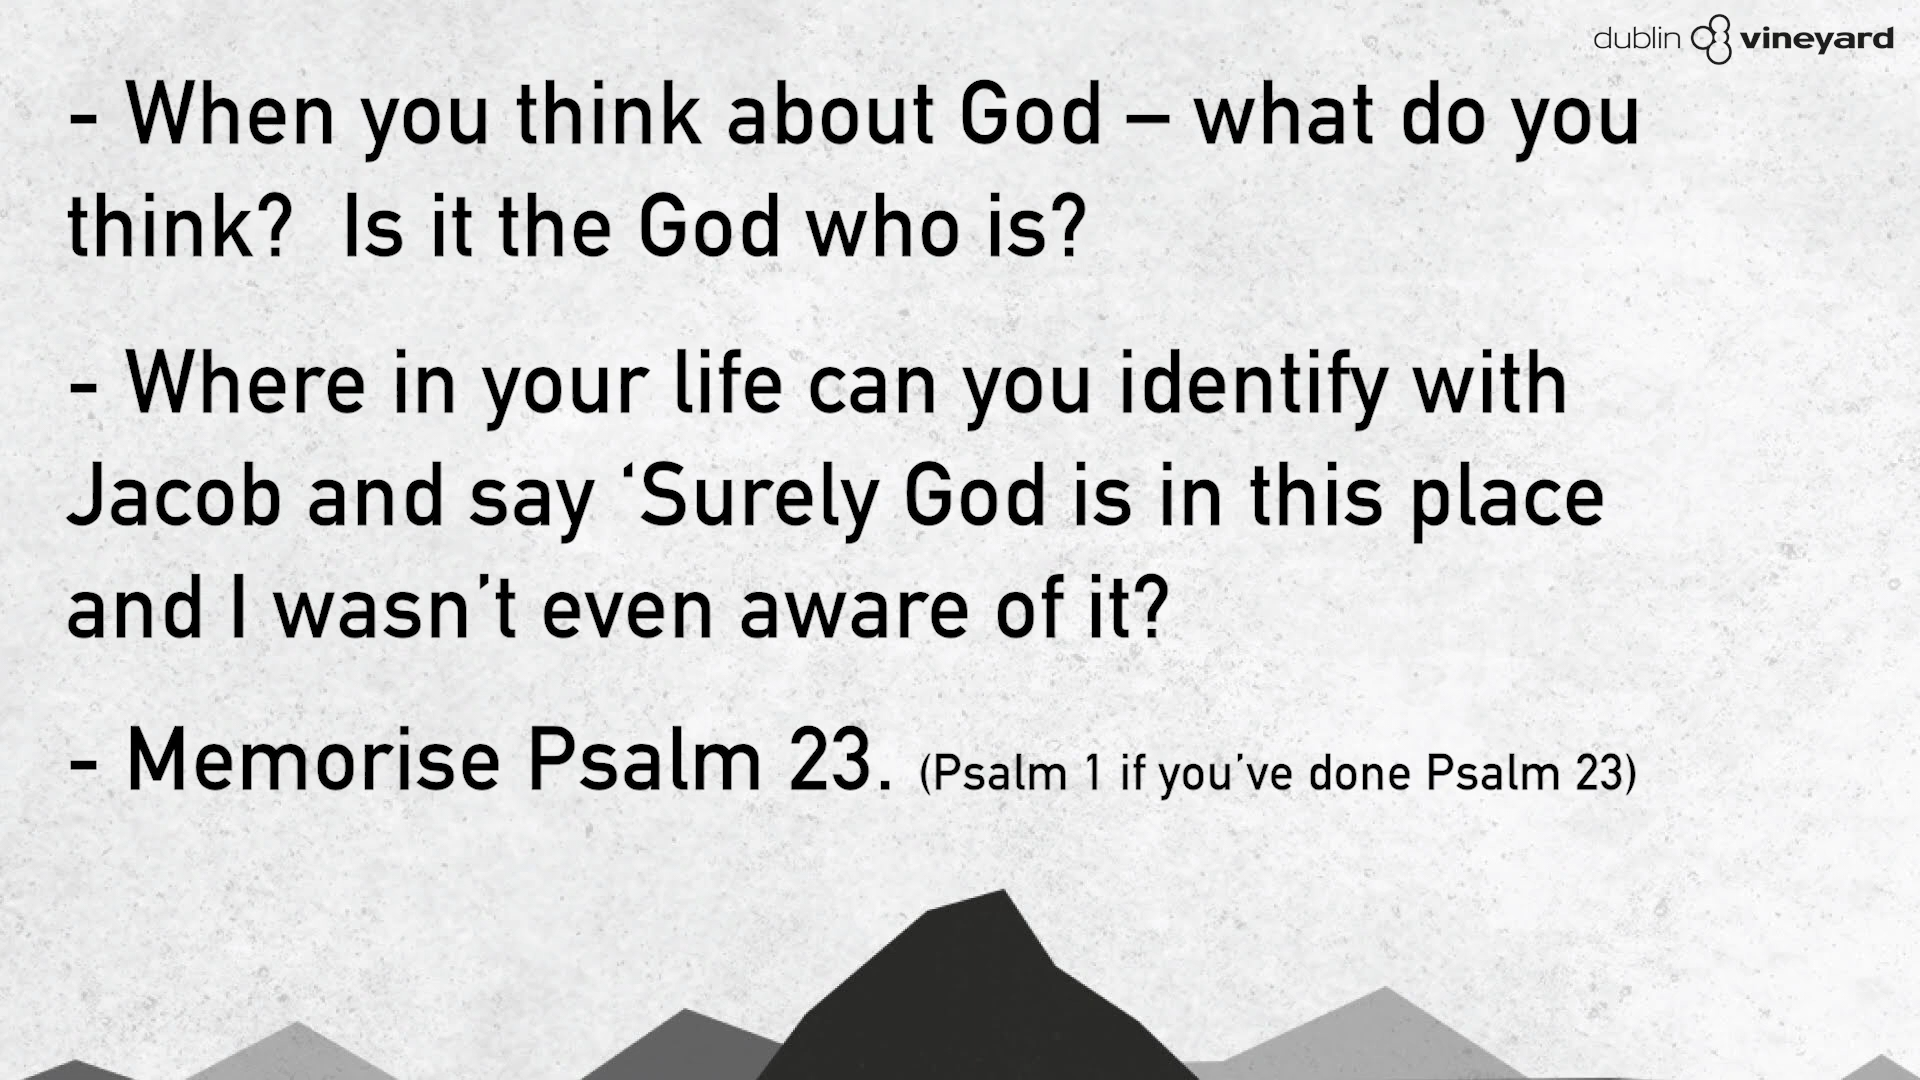 dublin vineyard
- When you think about God – what do you
think?  Is it the God who is?
- Where in your life can you identify with
Jacob and say ‘Surely God is in this place
and I wasn’t even aware of it?
- Memorise Psalm 23. (Psalm 1 if you’ve done Psalm 23)